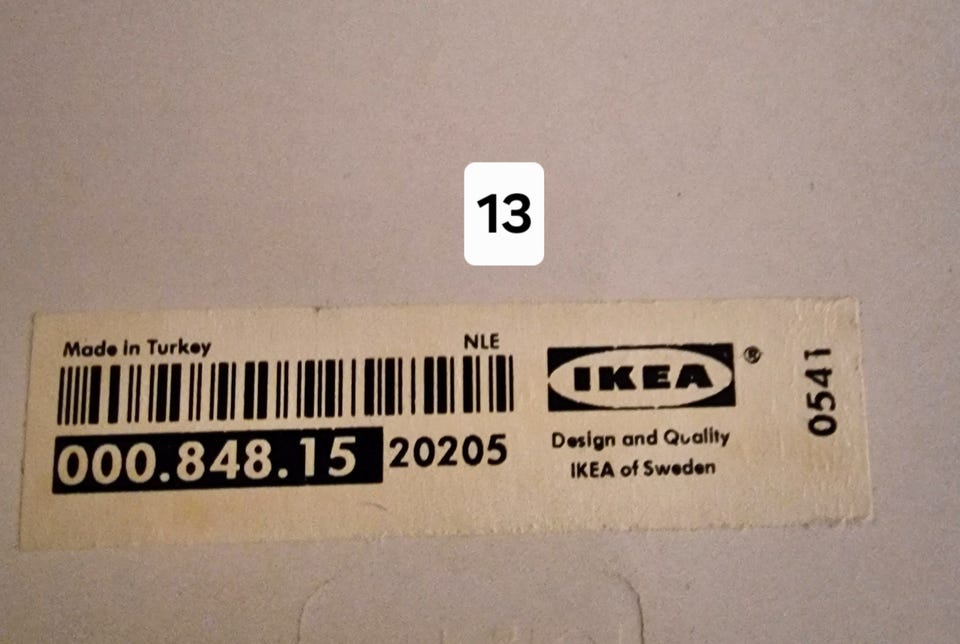 13
Made in Turkey NLE
000.848.15 20205
IKEA®
Design and Quality
IKEA of Sweden
0541